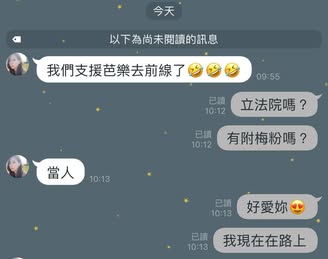 今天
以下為尚未閱讀的訊息
我們支援芭樂去前線了🤣🤣🤣
09:55
已讀
10:12
立法院嗎？
已讀
10:12
有附梅粉嗎？
當人
10:13
已讀
10:13
好愛妳😍
已讀
10:13
我現在在路上